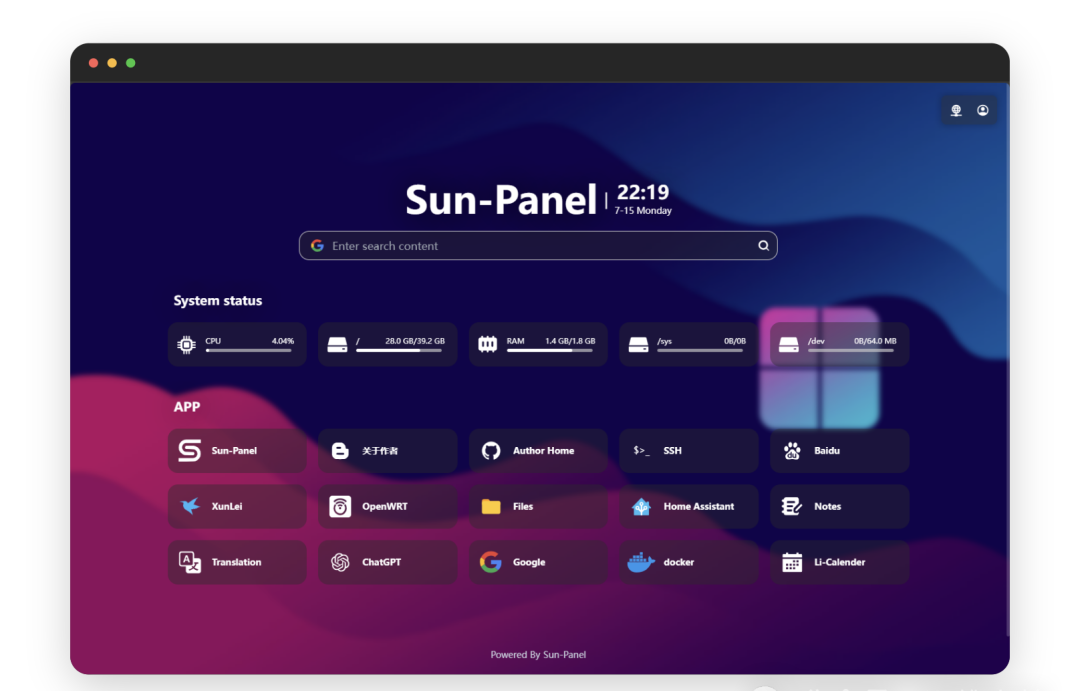 Sun-Panel
22:19
7-15 Monday
Enter search content
System status
CPU 4.04%
/ 28.0 GB/39.2 GB
RAM 1.4 GB/1.8 GB
/sys 0B/0B
/dev 0B/64.0 MB
APP
Sun-Panel
关于作者
Author Home
$>_ SSH
du Baidu
XunLei
OpenWRT
Files
Home Assistant
Notes
A Translation
ChatGPT
Google
docker
Li-Calender
Powered By Sun-Panel